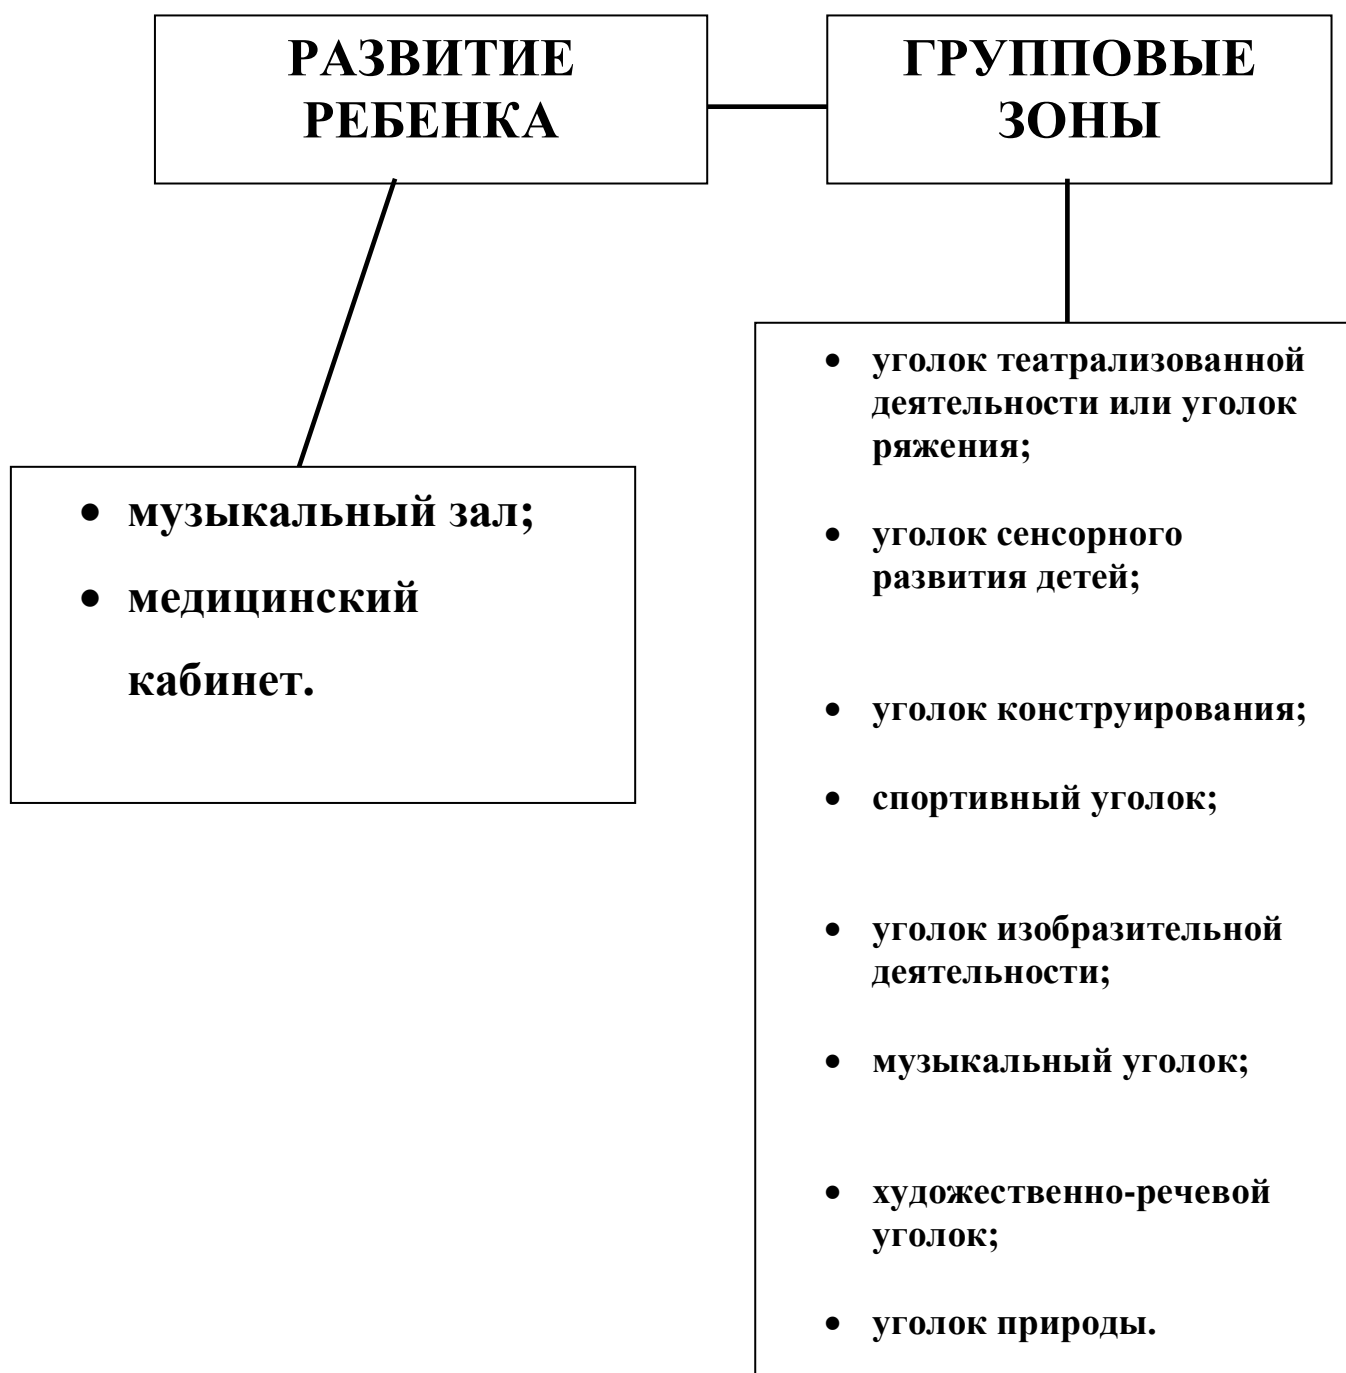 РАЗВИТИЕ
РЕБЕНКА
ГРУППОВЫЕ
ЗОНЫ
• музыкальный зал;
• медицинский
кабинет.
• уголок театрализованной
деятельности или уголок
ряжения;
• уголок сенсорного
развития детей;
• уголок конструирования;
• спортивный уголок;
• уголок изобразительной
деятельности;
• музыкальный уголок;
• художественно-речевой
уголок;
• уголок природы.